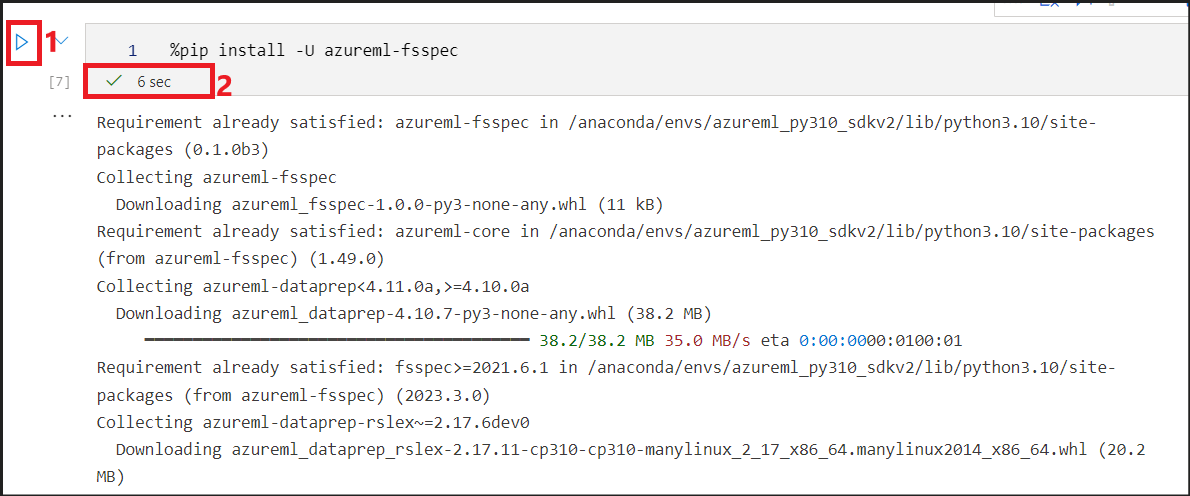 1
1 %pip install -U azureml-fsspec
[7]
6 sec
2
...
Requirement already satisfied: azureml-fsspec in /anaconda/envs/azureml_py310_sdkv2/lib/python3.10/site-
packages (0.1.0b3)
Collecting azureml-fsspec
Downloading azureml_fsspec-1.0.0-py3-none-any.whl (11 kB)
Requirement already satisfied: azureml-core in /anaconda/envs/azureml_py310_sdkv2/lib/python3.10/site-packages
(from azureml-fsspec) (1.49.0)
Collecting azureml-dataprep<4.11.0a,>=4.10.0a
Downloading azureml_dataprep-4.10.7-py3-none-any.whl (38.2 MB)
38.2/38.2 MB 35.0 MB/s eta 0:00:0000:0100:01
Requirement already satisfied: fsspec>=2021.6.1 in /anaconda/envs/azureml_py310_sdkv2/lib/python3.10/site-
packages (from azureml-fsspec) (2023.3.0)
Collecting azureml-dataprep-rslex~=2.17.6dev0
Downloading azureml_dataprep_rslex-2.17.11-cp310-cp310-manylinux_2_17_x86_64.manylinux2014_x86_64.whl (20.2
MB)